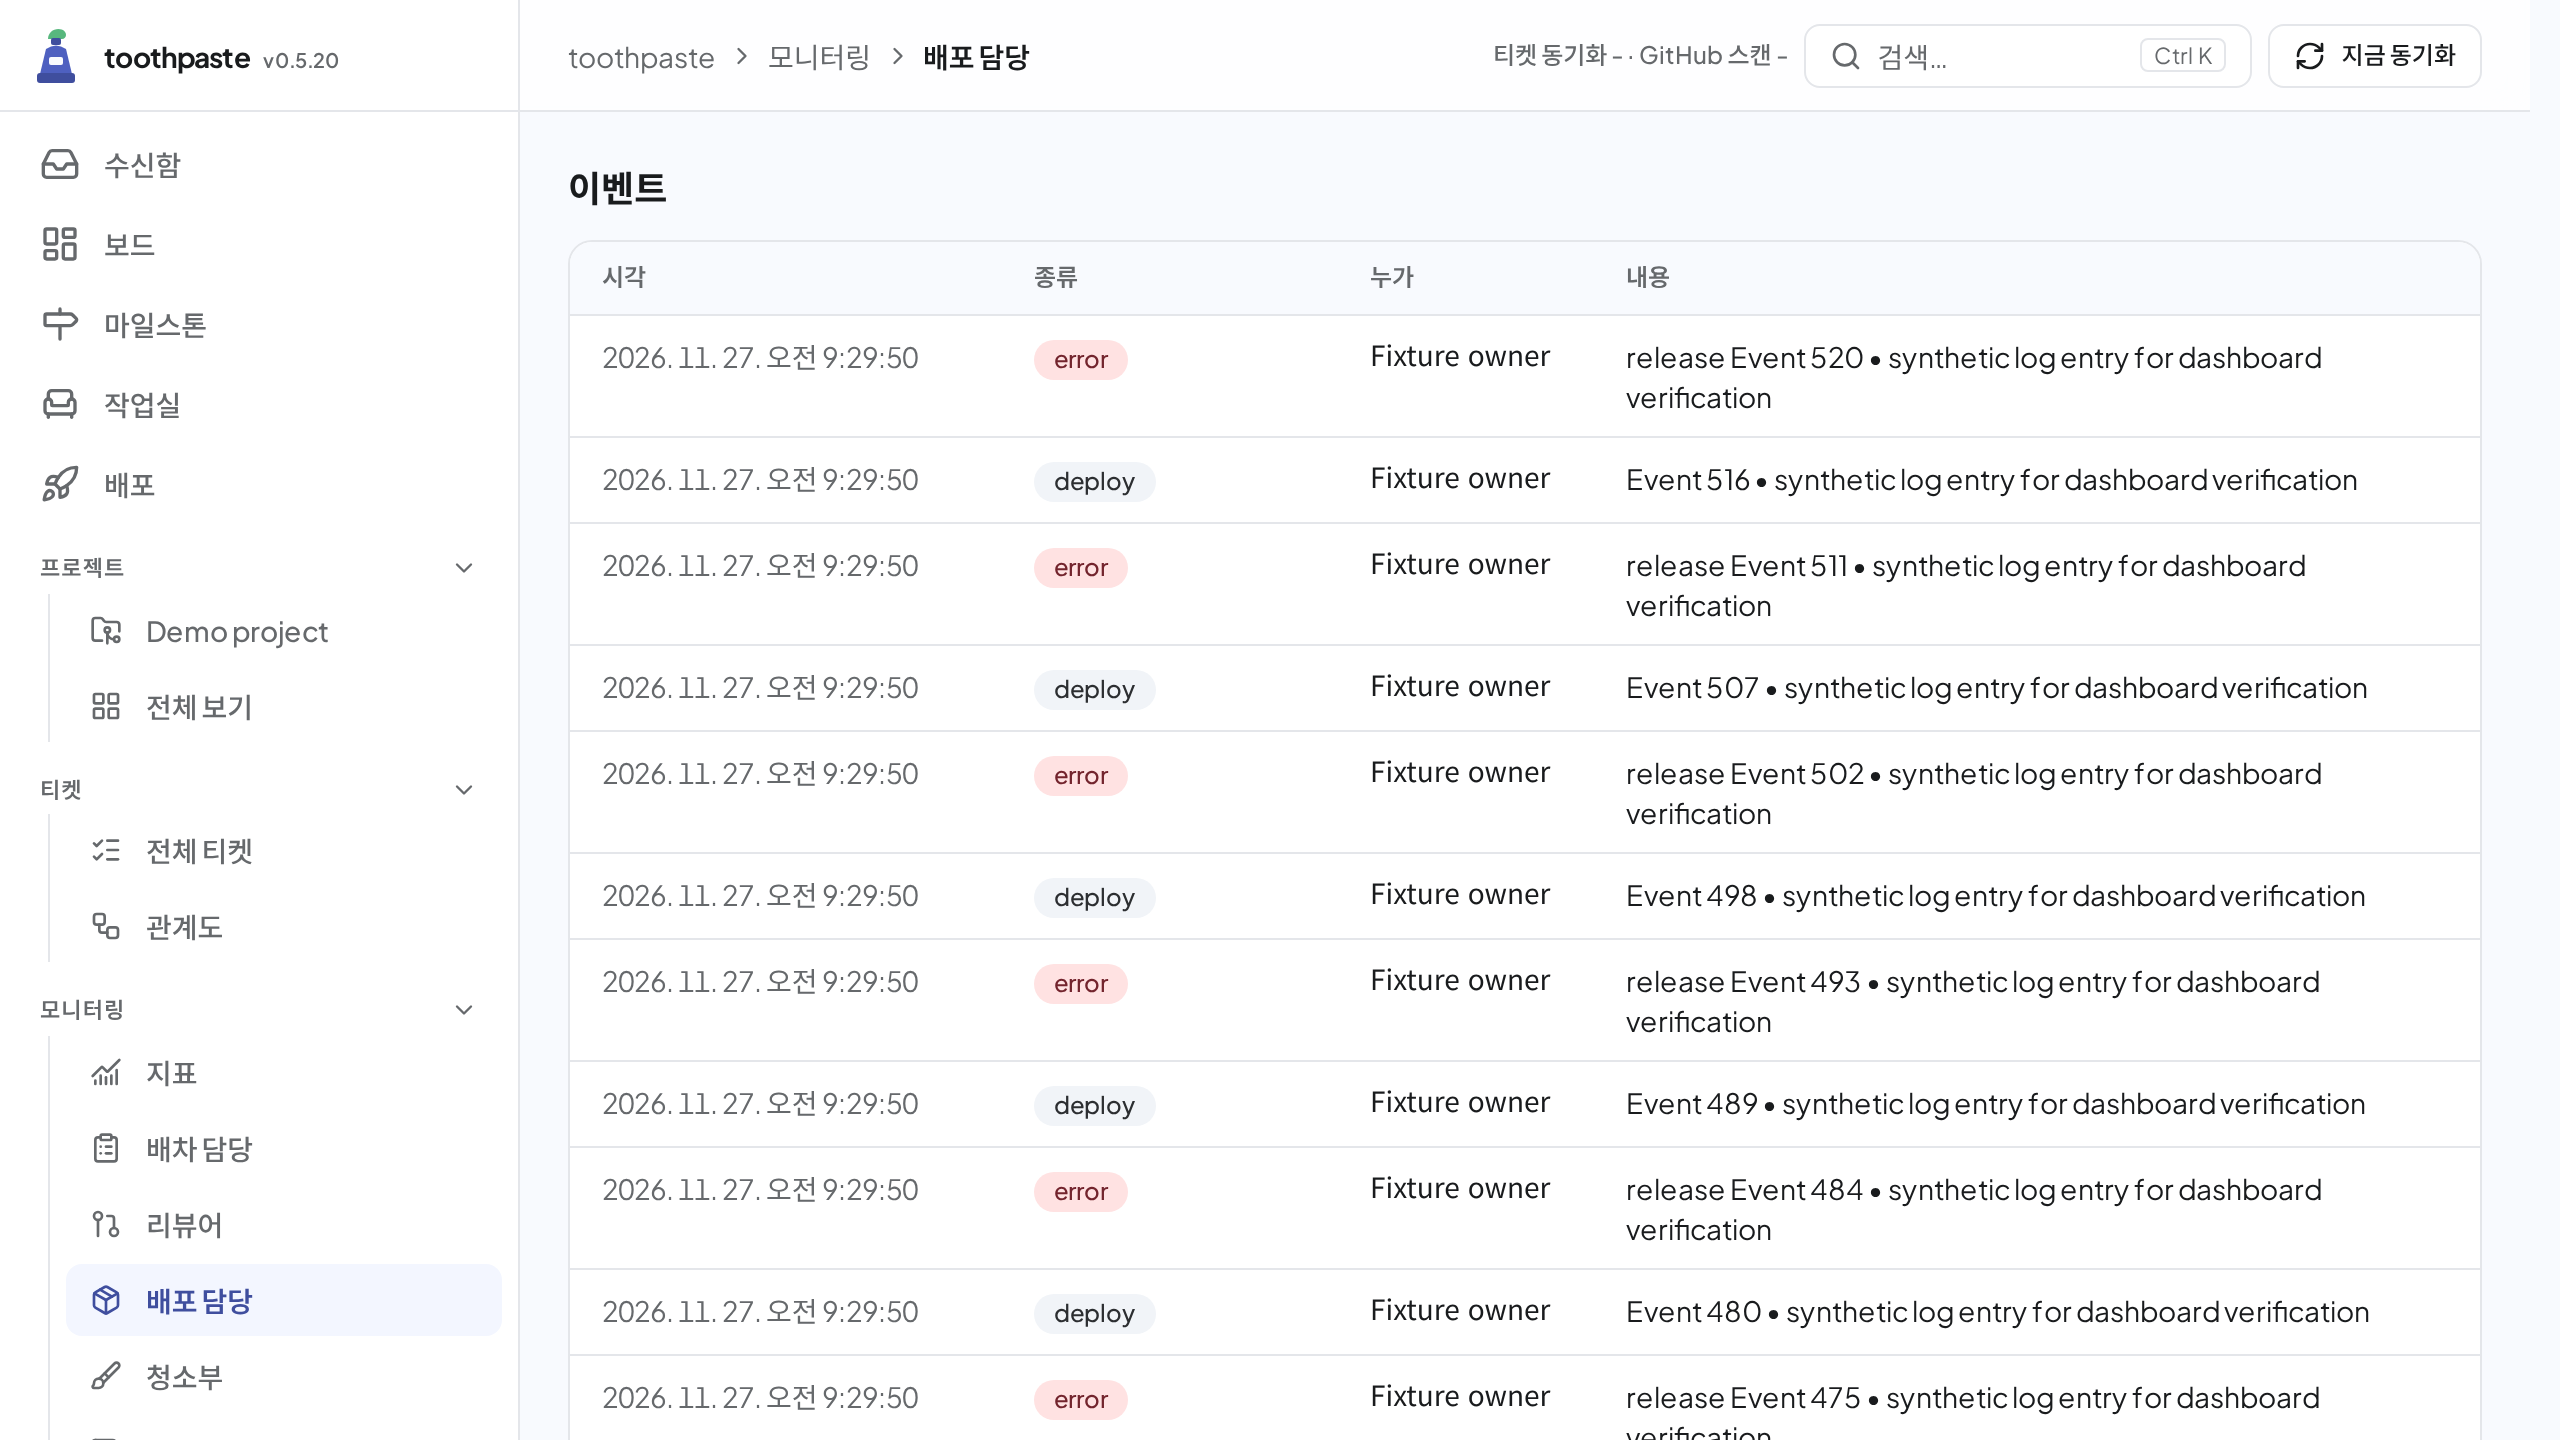 toothpaste v0.5.20
toothpaste > 모니터링 > 배포 담당
티켓 동기화 - · GitHub 스캔 -
검색...
Ctrl K
지금 동기화
수신함
보드
마일스톤
작업실
배포
프로젝트
Demo project
전체 보기
티켓
전체 티켓
관계도
모니터링
지표
배차 담당
리뷰어
배포 담당
청소부
이벤트
시각 종류 누가 내용
2026. 11. 27. 오전 9:29:50 error Fixture owner release Event 520 • synthetic log entry for dashboard
verification
2026. 11. 27. 오전 9:29:50 deploy Fixture owner Event 516 • synthetic log entry for dashboard verification
2026. 11. 27. 오전 9:29:50 error Fixture owner release Event 511 • synthetic log entry for dashboard
verification
2026. 11. 27. 오전 9:29:50 deploy Fixture owner Event 507 • synthetic log entry for dashboard verification
2026. 11. 27. 오전 9:29:50 error Fixture owner release Event 502 • synthetic log entry for dashboard
verification
2026. 11. 27. 오전 9:29:50 deploy Fixture owner Event 498 • synthetic log entry for dashboard verification
2026. 11. 27. 오전 9:29:50 error Fixture owner release Event 493 • synthetic log entry for dashboard
verification
2026. 11. 27. 오전 9:29:50 deploy Fixture owner Event 489 • synthetic log entry for dashboard verification
2026. 11. 27. 오전 9:29:50 error Fixture owner release Event 484 • synthetic log entry for dashboard
verification
2026. 11. 27. 오전 9:29:50 deploy Fixture owner Event 480 • synthetic log entry for dashboard verification
2026. 11. 27. 오전 9:29:50 error Fixture owner release Event 475 • synthetic log entry for dashboard
verification